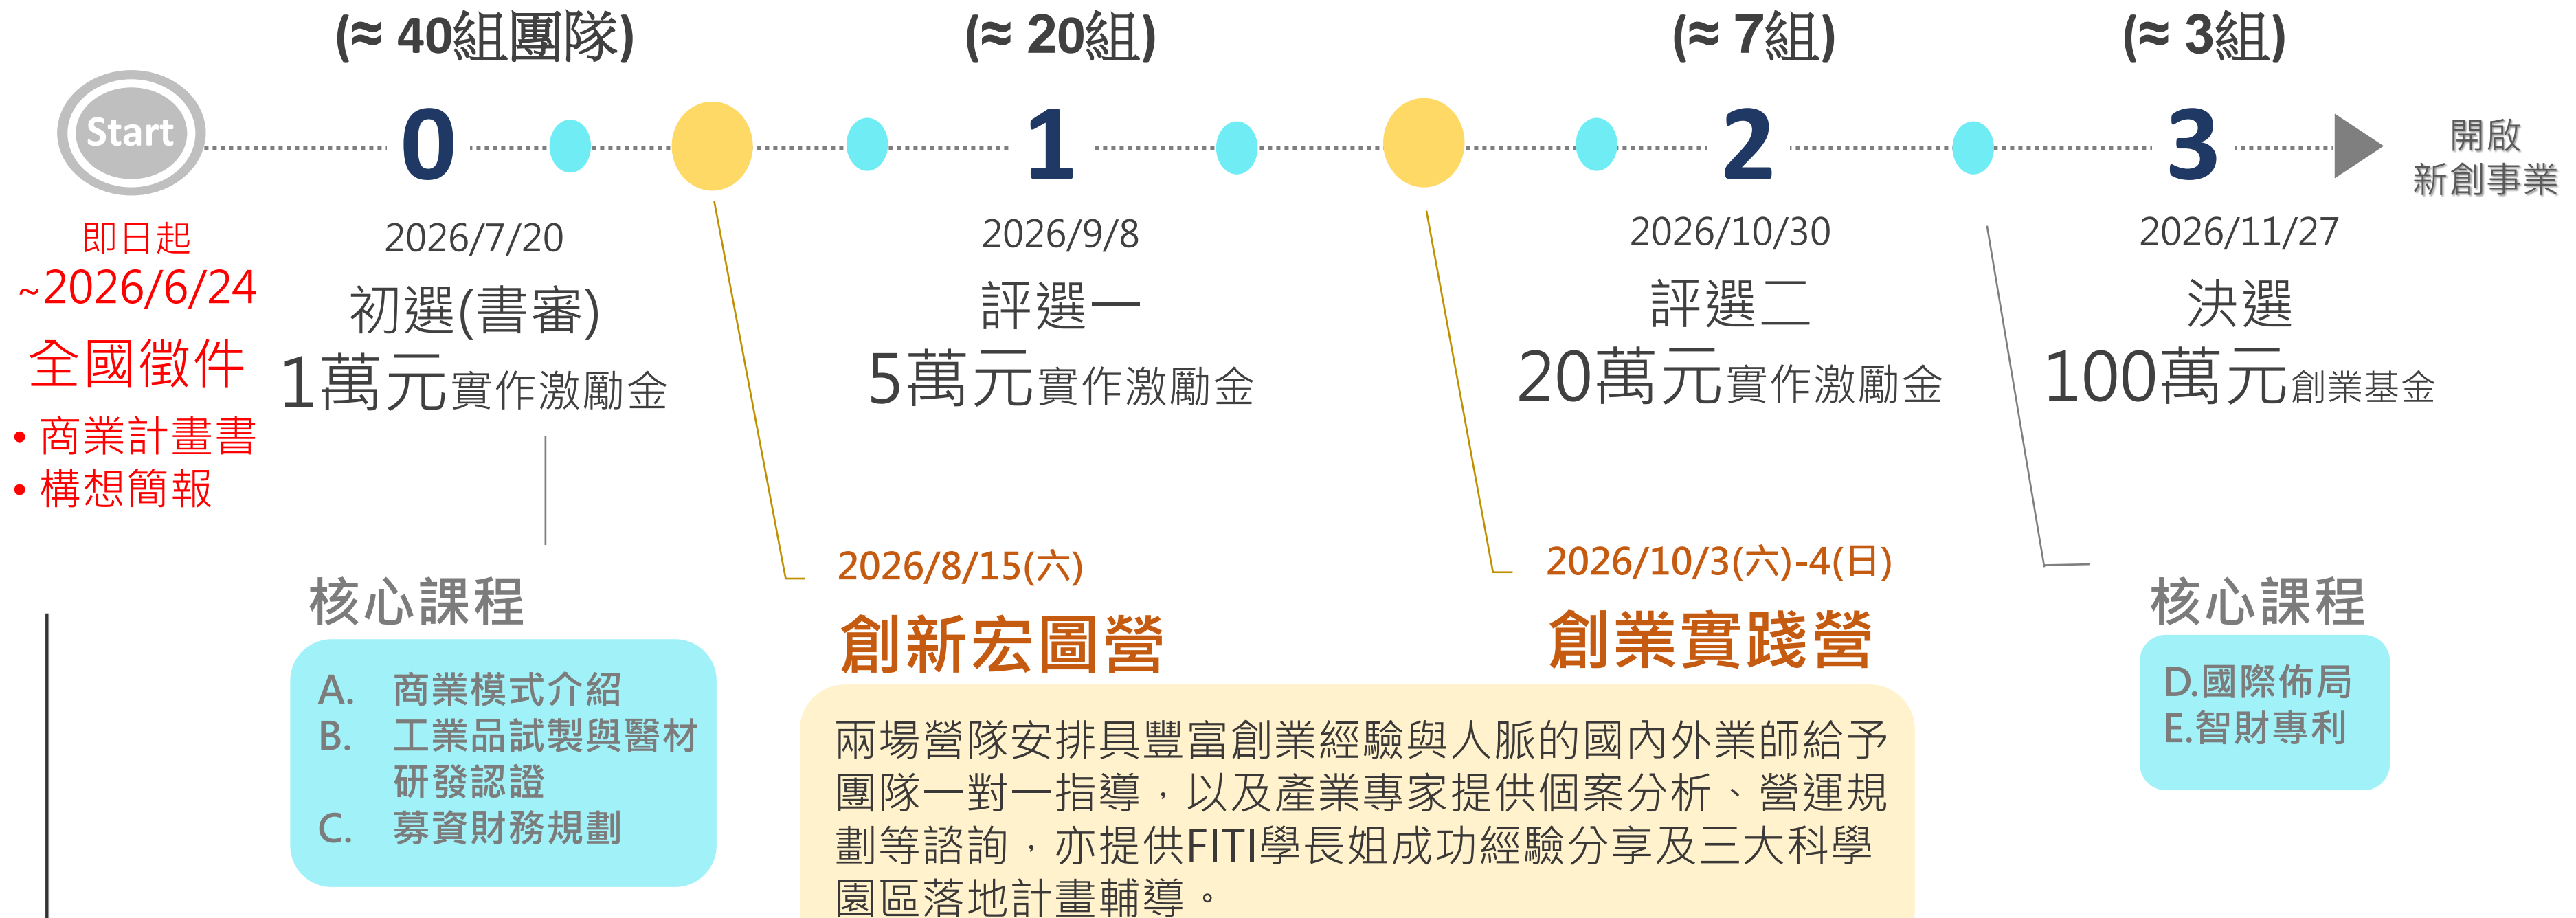 (≈ 40組團隊)
(≈ 20組)
(≈ 7組)
(≈ 3組)
Start
0
1
2
3
開啟
新創事業
即日起
~2026/6/24
全國徵件
• 商業計畫書
• 構想簡報
2026/7/20
初選(書審)
1萬元實作激勵金
2026/9/8
評選一
5萬元實作激勵金
2026/10/30
評選二
20萬元實作激勵金
2026/11/27
決選
100萬元創業基金
核心課程
A. 商業模式介紹
B. 工業品試製與醫材
研發認證
C. 募資財務規劃
2026/8/15(六)
創新宏圖營
2026/10/3(六)-4(日)
創業實踐營
兩場營隊安排具豐富創業經驗與人脈的國內外業師給予
團隊一對一指導，以及產業專家提供個案分析、營運規
劃等諮詢，亦提供FITI學長姐成功經驗分享及三大科學
園區落地計畫輔導。
核心課程
D.國際佈局
E.智財專利